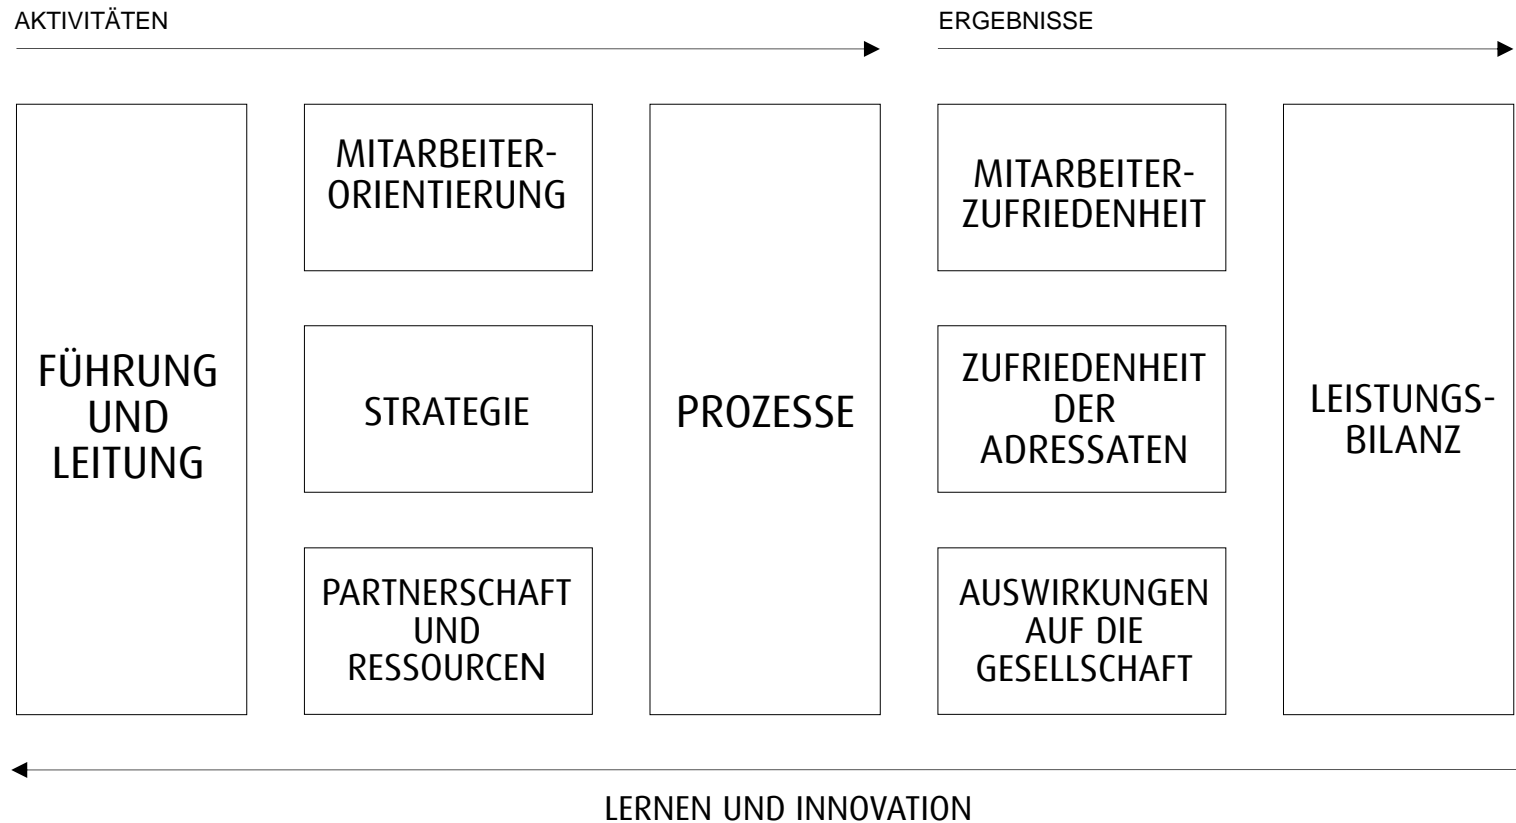 AKTIVITÄTEN
ERGEBNISSE
FÜHRUNG
UND
LEITUNG
MITARBEITER-
ORIENTIERUNG
STRATEGIE
PARTNERSCHAFT
UND
RESSOURCEN
PROZESSE
MITARBEITER-
ZUFRIEDENHEIT
ZUFRIEDENHEIT
DER
ADRESSATEN
AUSWIRKUNGEN
AUF DIE
GESELLSCHAFT
LEISTUNGS-
BILANZ
LERNEN UND INNOVATION